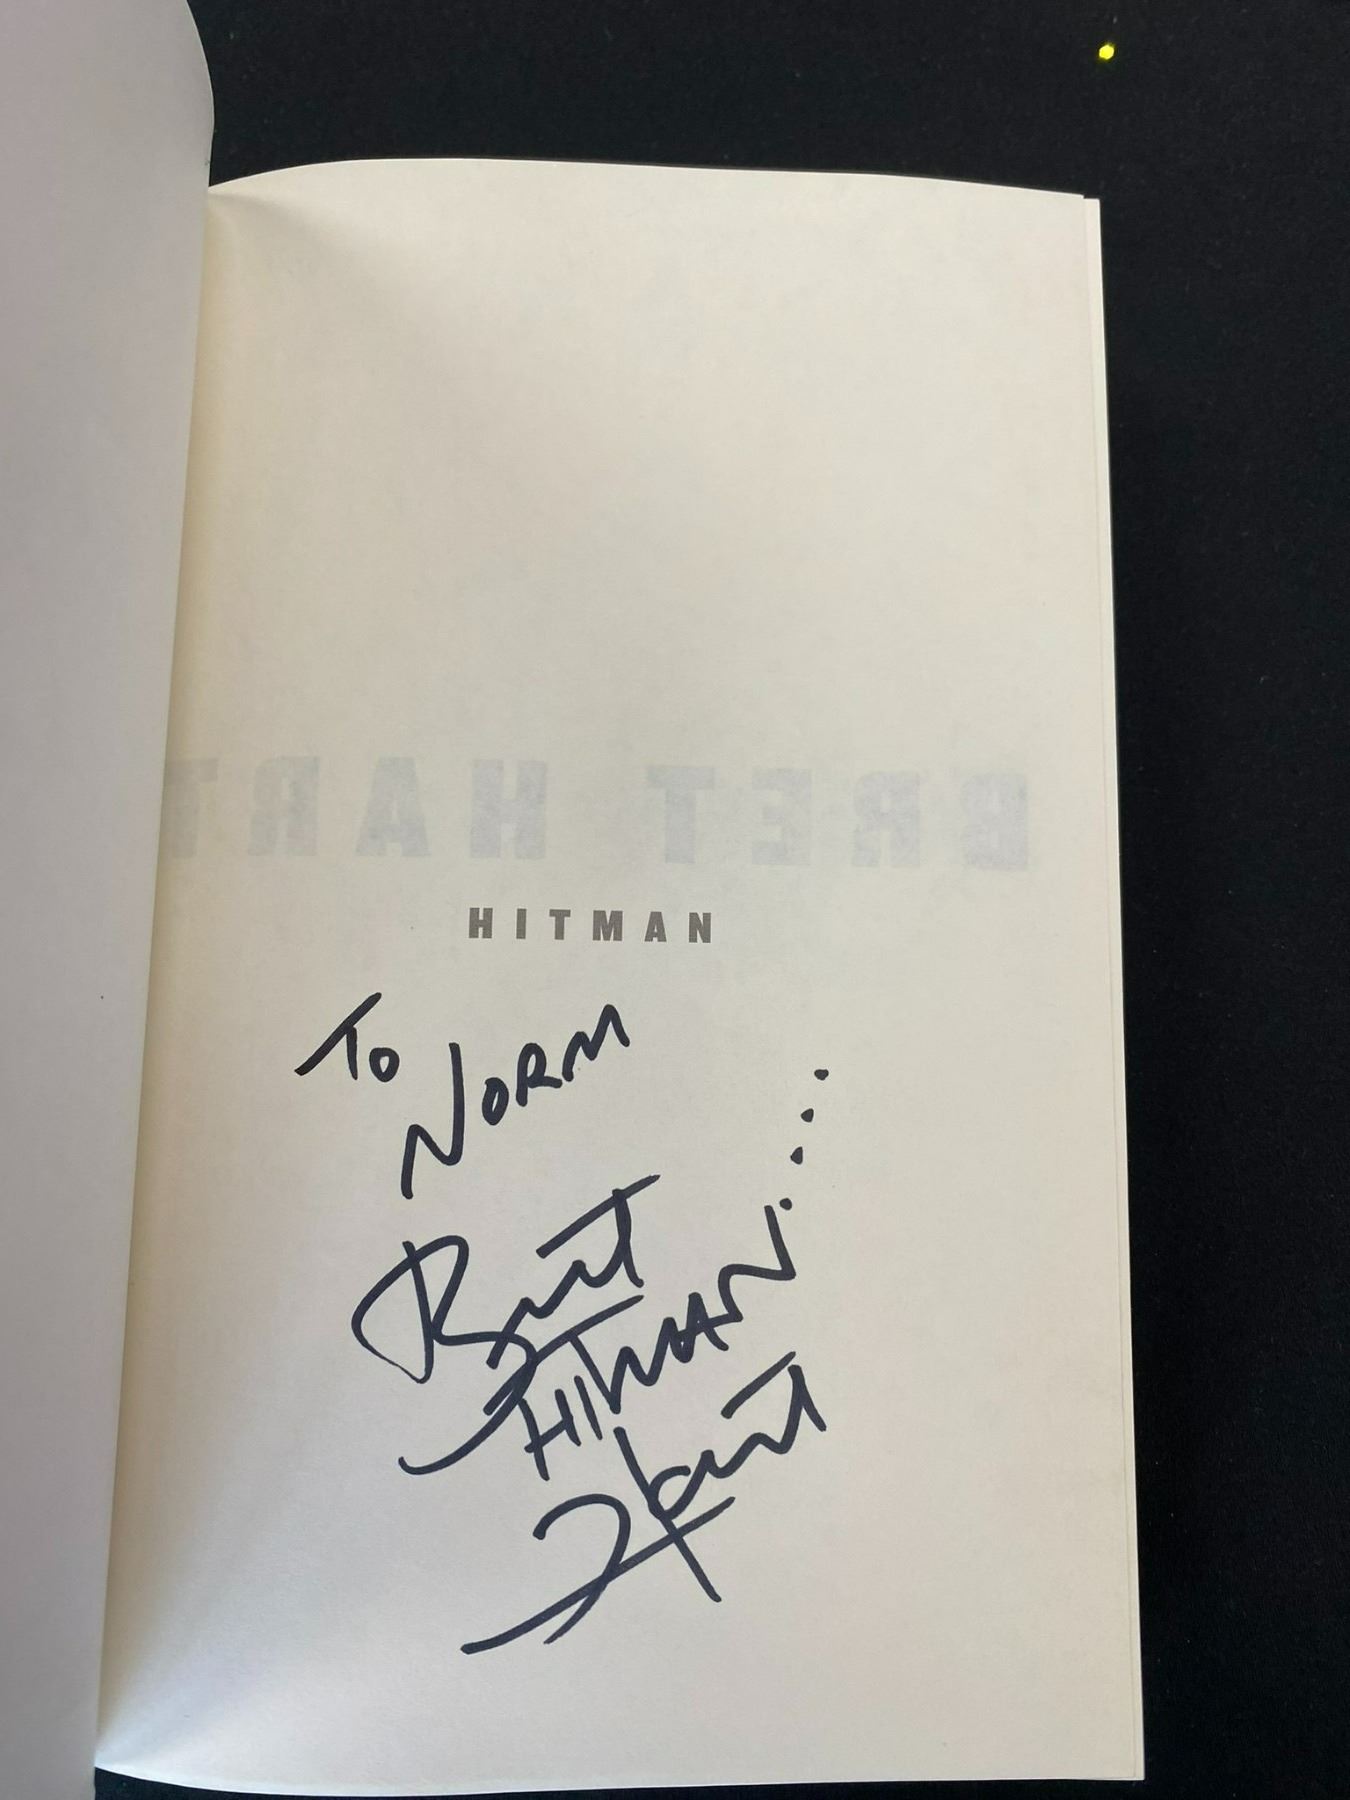 BRET HART
HITMAN
To
NORM
Bret
HITMAN....
Hart